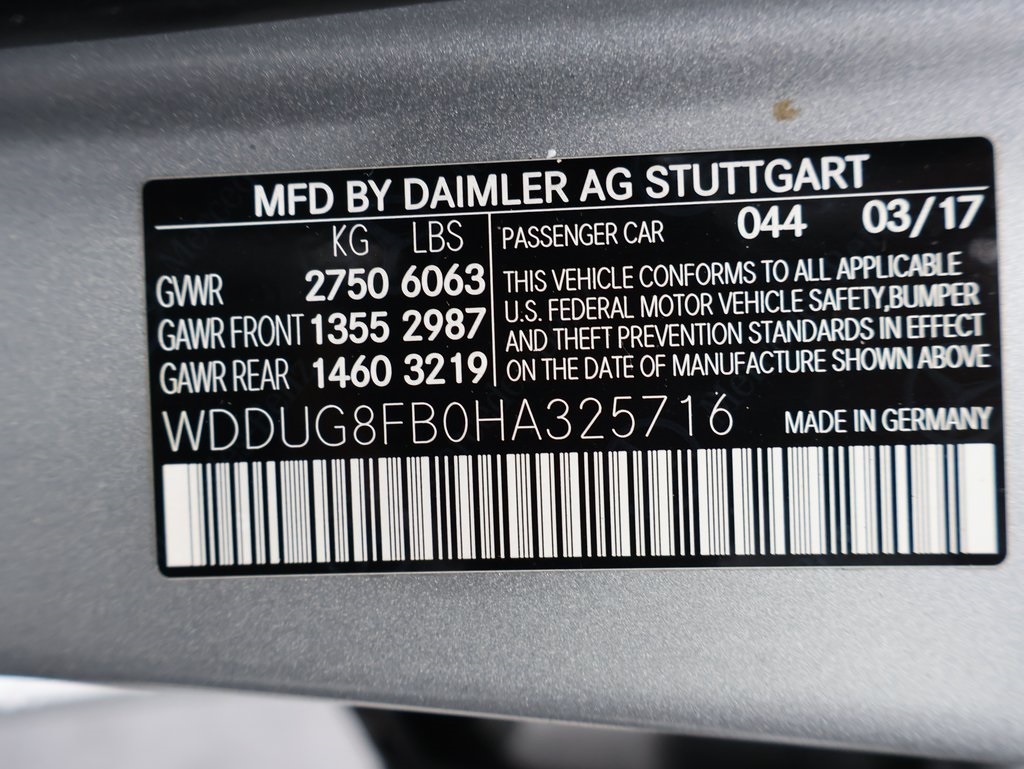 MFD BY DAIMLER AG STUTTGART
KG LBS
GVWR 2750 6063
GAWR FRONT 1355 2987
GAWR REAR 1460 3219
PASSENGER CAR 044 03/17
THIS VEHICLE CONFORMS TO ALL APPLICABLE
U.S. FEDERAL MOTOR VEHICLE SAFETY,BUMPER
AND THEFT PREVENTION STANDARDS IN EFFECT
ON THE DATE OF MANUFACTURE SHOWN ABOVE
WDDUG8FB0HA325716 MADE IN GERMANY